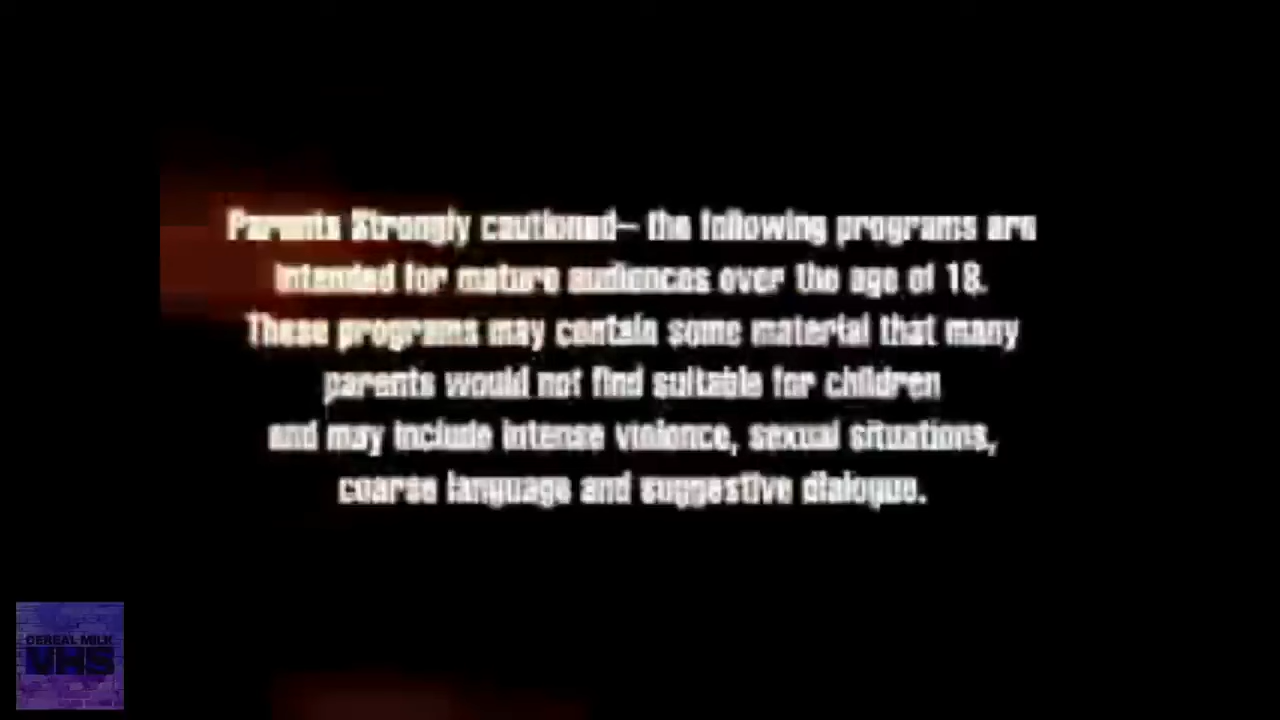 Parents Strongly cautioned– the following programs are
intended for mature audiences over the age of 18.
These programs may contain some material that many
parents would not find suitable for children
and may include intense violence, sexual situations,
coarse language and suggestive dialogue.
CEREAL MILK
VHS